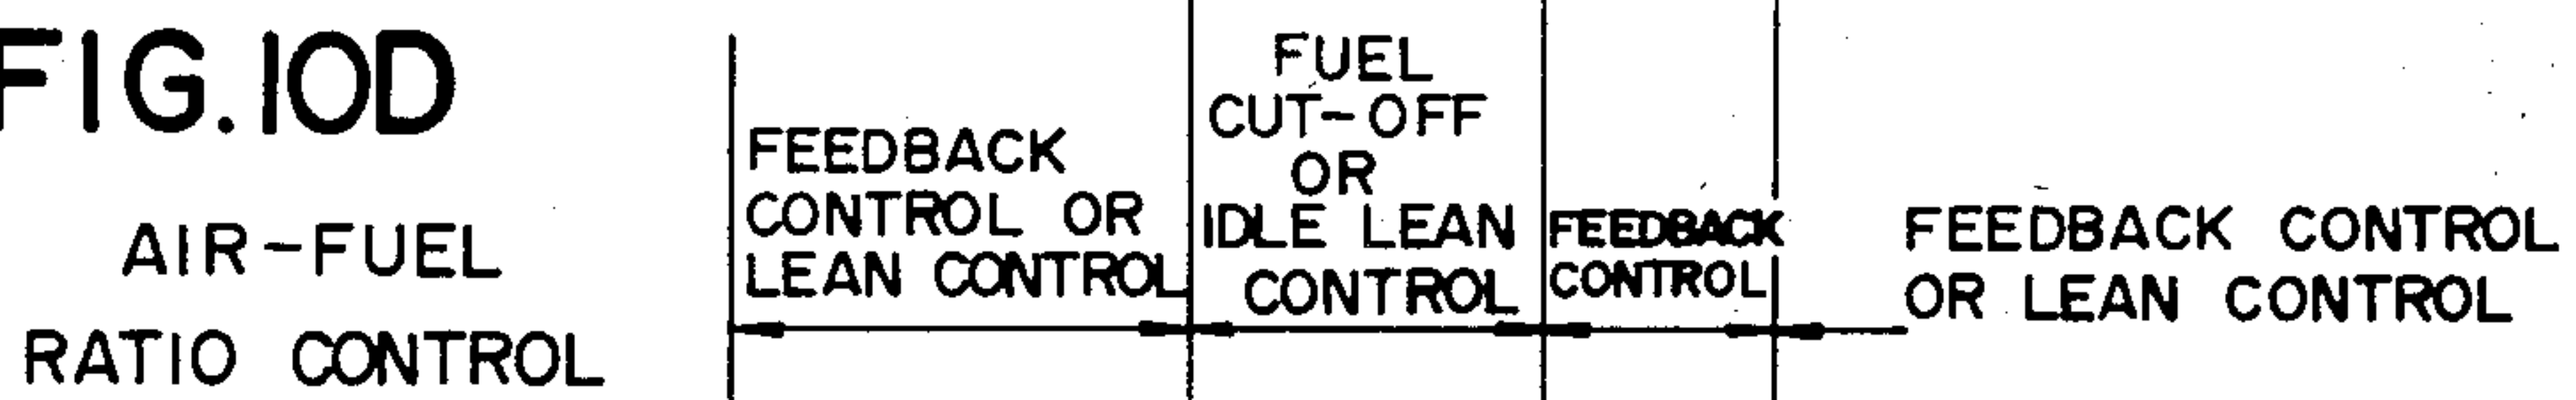 FIG.10D
AIR-FUEL
RATIO CONTROL
FEEDBACK
CONTROL OR
LEAN CONTROL
FUEL
CUT-OFF
OR
IDLE LEAN
CONTROL
FEEDBACK
CONTROL
FEEDBACK CONTROL
OR LEAN CONTROL